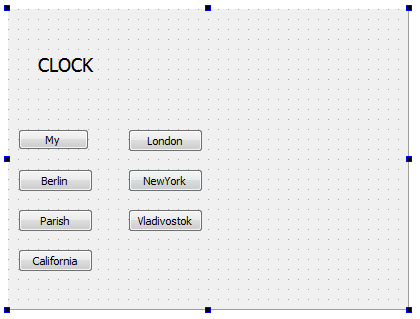 CLOCK
My London
Berlin NewYork
Parish Vladivostok
California